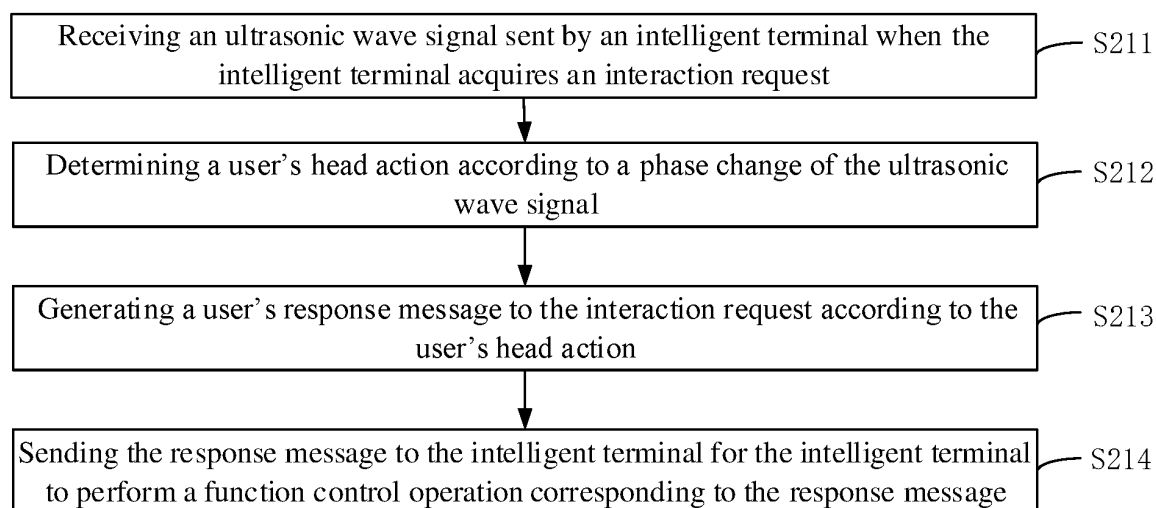 Receiving an ultrasonic wave signal sent by an intelligent terminal when the
intelligent terminal acquires an interaction request
S211
Determining a user's head action according to a phase change of the ultrasonic
wave signal
S212
Generating a user's response message to the interaction request according to the
user's head action
S213
Sending the response message to the intelligent terminal for the intelligent terminal
to perform a function control operation corresponding to the response message
S214